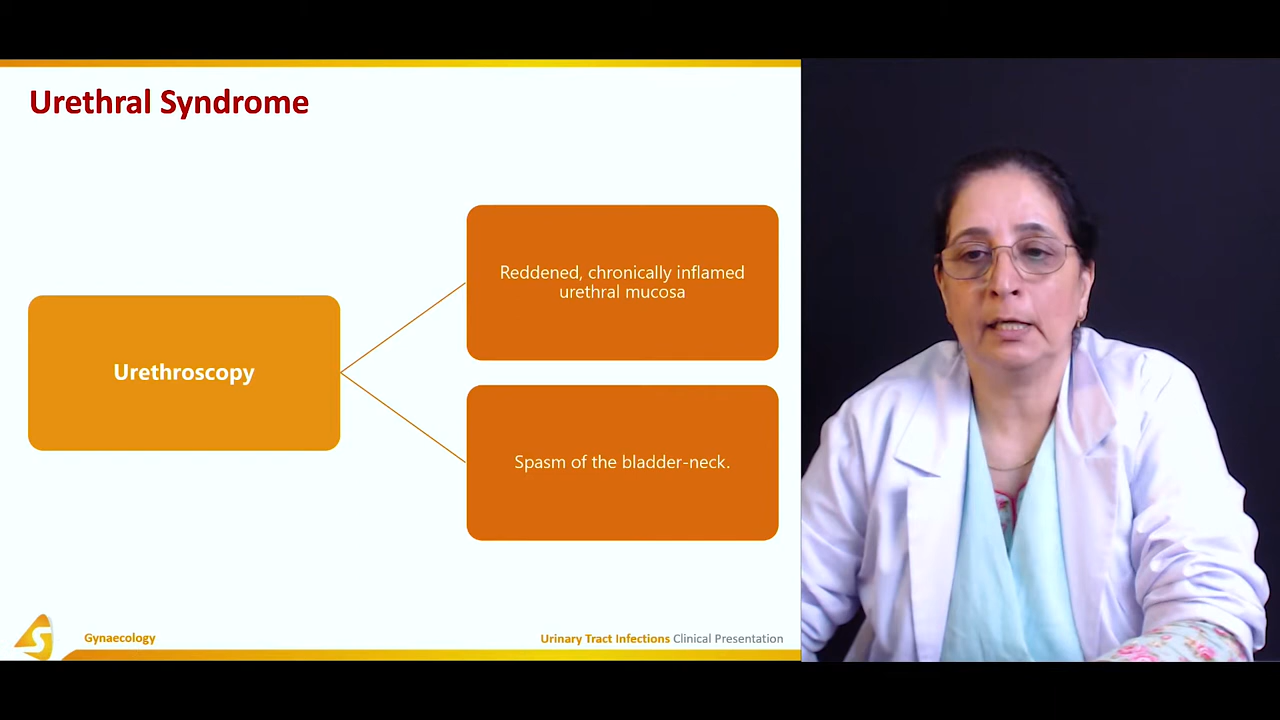 Urethral Syndrome
Urethroscopy
Reddened, chronically inflamed
urethral mucosa
Spasm of the bladder-neck.
S
Gynaecology
Urinary Tract Infections Clinical Presentation